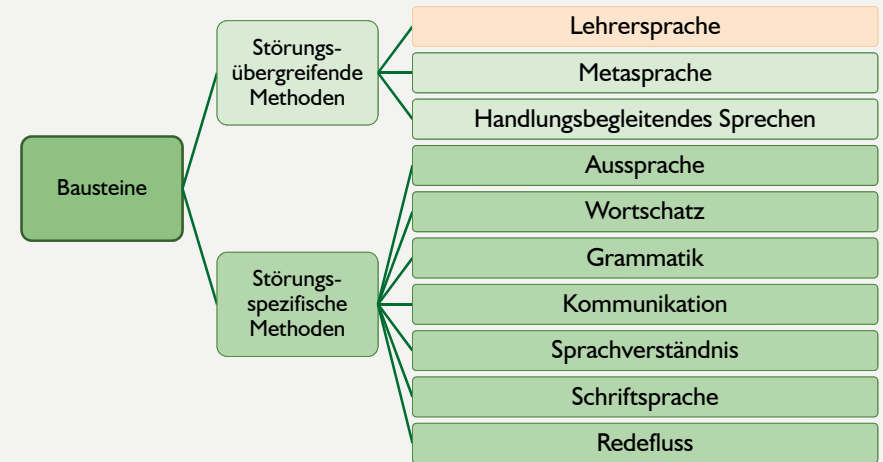 Bausteine
Störungs-
übergreifende
Methoden
Lehrersprache
Metasprache
Handlungsbegleitendes Sprechen
Störungs-
spezifische
Methoden
Aussprache
Wortschatz
Grammatik
Kommunikation
Sprachverständnis
Schriftsprache
Redefluss